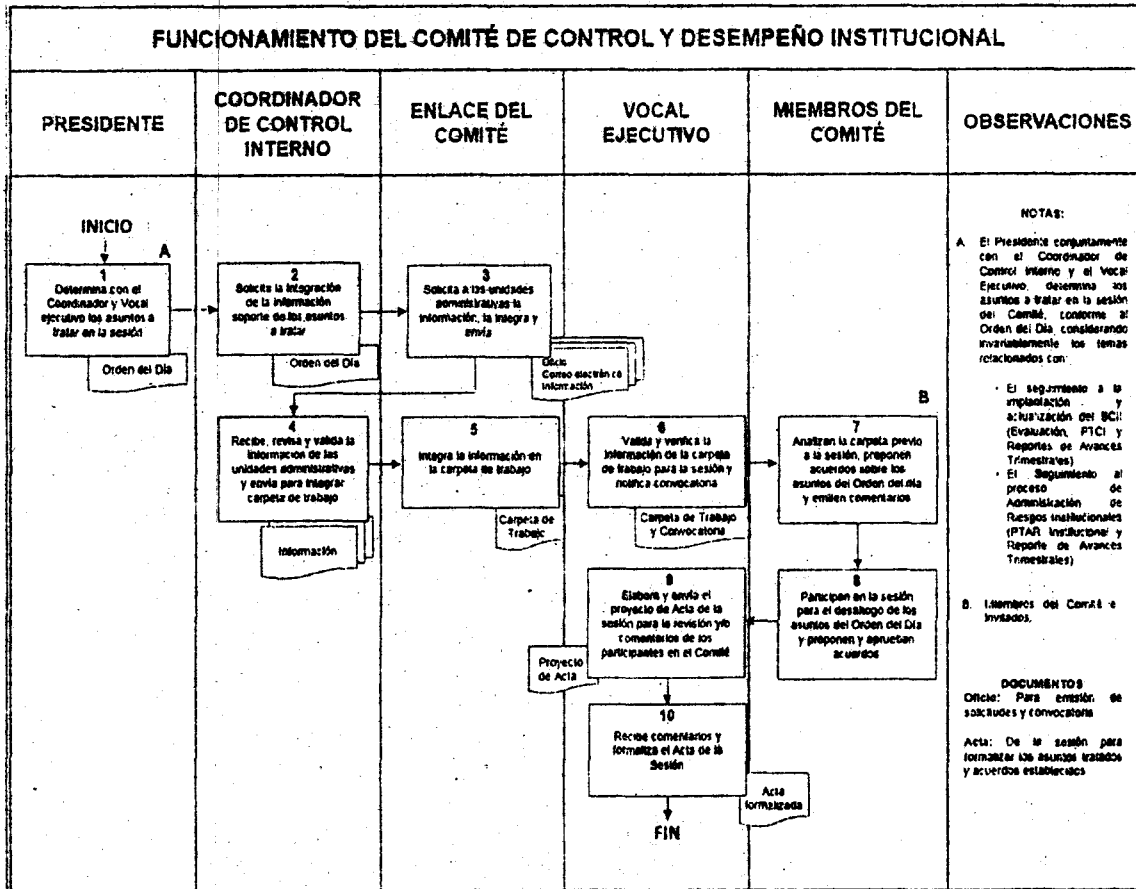 FUNCIONAMIENTO DEL COMITÉ DE CONTROL Y DESEMPEÑO INSTITUCIONAL
PRESIDENTE
COORDINADOR
DE CONTROL
INTERNO
ENLACE DEL
COMITÉ
VOCAL
EJECUTIVO
MIEMBROS DEL
COMITÉ
OBSERVACIONES
INICIO
A
1
Determina con el
Coordinador y Vocal
ejecutivo los asuntos a
tratar en la sesión
Orden del Día
2
Solicita la integración
de la información
soporte de los asuntos
a tratar
Orden del Día
3
Solicita a las unidades
administrativas la
información, la integra y
envía
Oficio
Correo electrónico
Información
4
Recibe, revisa y valida la
información de las
unidades administrativas
y envía para integrar
carpeta de trabajo
Información
5
Integra la información en
la carpeta de trabajo
Carpeta de
Trabajo
6
Valida y verifica la
información de la carpeta
de trabajo para la sesión y
notifica convocatoria
Carpeta de Trabajo
y Convocatoria
B
7
Analizan la carpeta previo
a la sesión, proponen
acuerdos sobre los
asuntos del Orden del día
y emiten comentarios
8
Participan en la sesión
para el desahogo de los
asuntos del Orden del Día
y proponen y aprueban
acuerdos
9
Elabora y envía el
proyecto de Acta de la
sesión para la revisión y/o
comentarios de los
participantes en el Comité
Proyecto
de Acta
10
Recibe comentarios y
formaliza el Acta de la
Sesión
Acta
formalizada
FIN
NOTAS:
A. El Presidente conjuntamente
con el Coordinador de
Control Interno y el Vocal
Ejecutivo, determina los
asuntos a tratar en la sesión
del Comité, conforme al
Orden del Día, considerando
invariablemente los temas
relacionados con:
• El seguimiento a la
implantación y
actualización del SCII
(Evaluación, PTCI y
Reportes de Avances
Trimestrales)
• El Seguimiento al
proceso de
Administración de
Riesgos Institucionales
(PTAR Institucional y
Reporte de Avances
Trimestrales)
B. Miembros del Comité e
Invitados.
DOCUMENTOS
Oficio: Para emisión de
solicitudes y convocatoria
Acta: De la sesión para
formalizar los asuntos tratados
y acuerdos establecidos